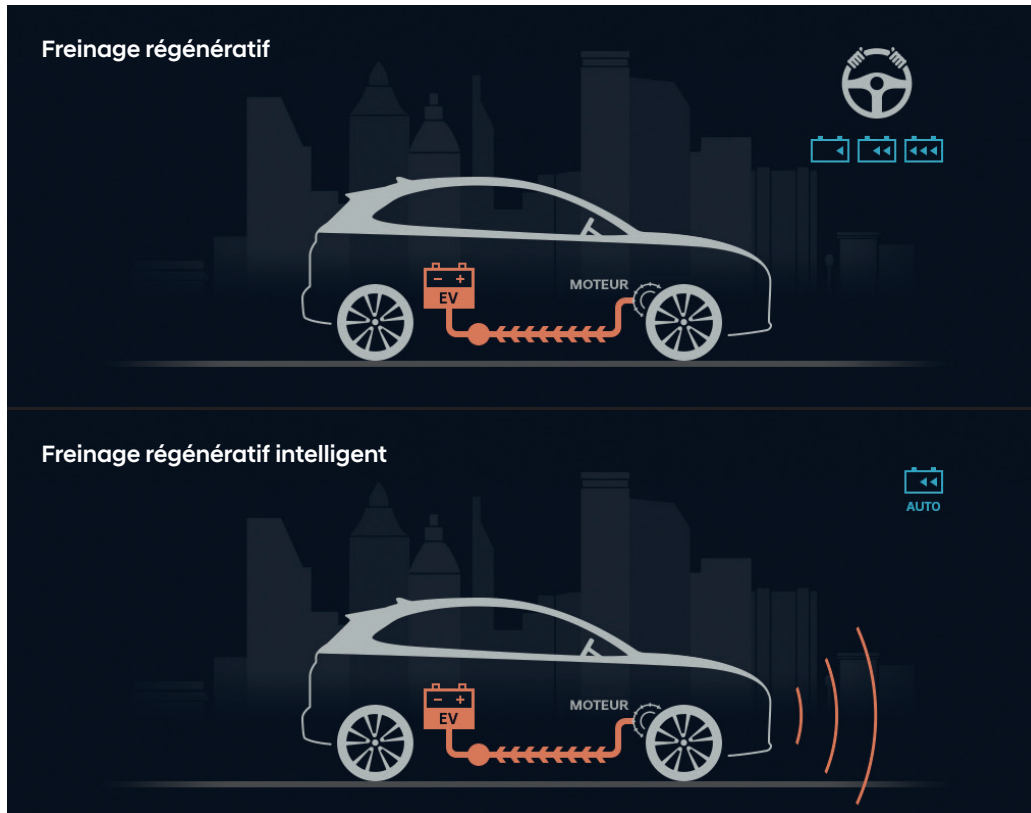 Freinage régénératif
MOTEUR
- +
EV
Freinage régénératif intelligent
AUTO
MOTEUR
- +
EV